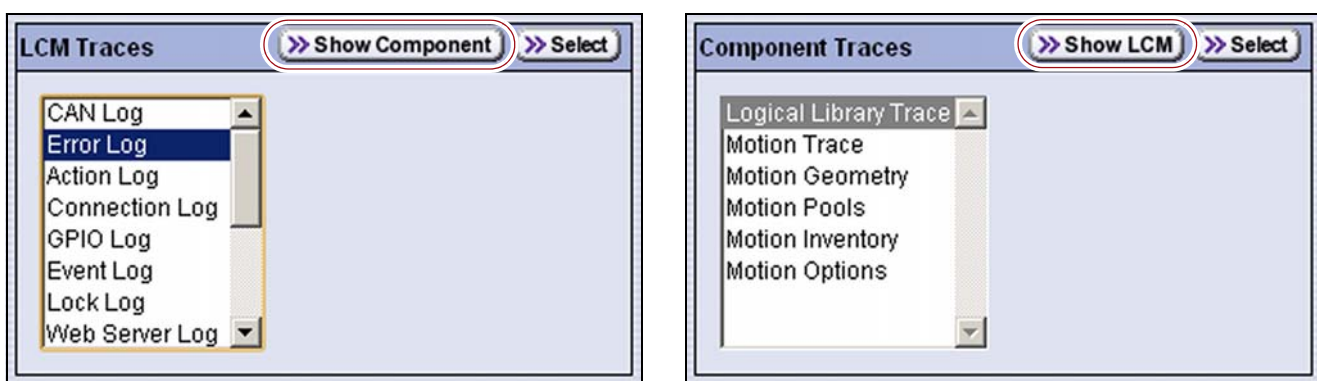 LCM Traces
>> Show Component
>> Select
CAN Log
Error Log
Action Log
Connection Log
GPIO Log
Event Log
Lock Log
Web Server Log
Component Traces
>> Show LCM
>> Select
Logical Library Trace
Motion Trace
Motion Geometry
Motion Pools
Motion Inventory
Motion Options